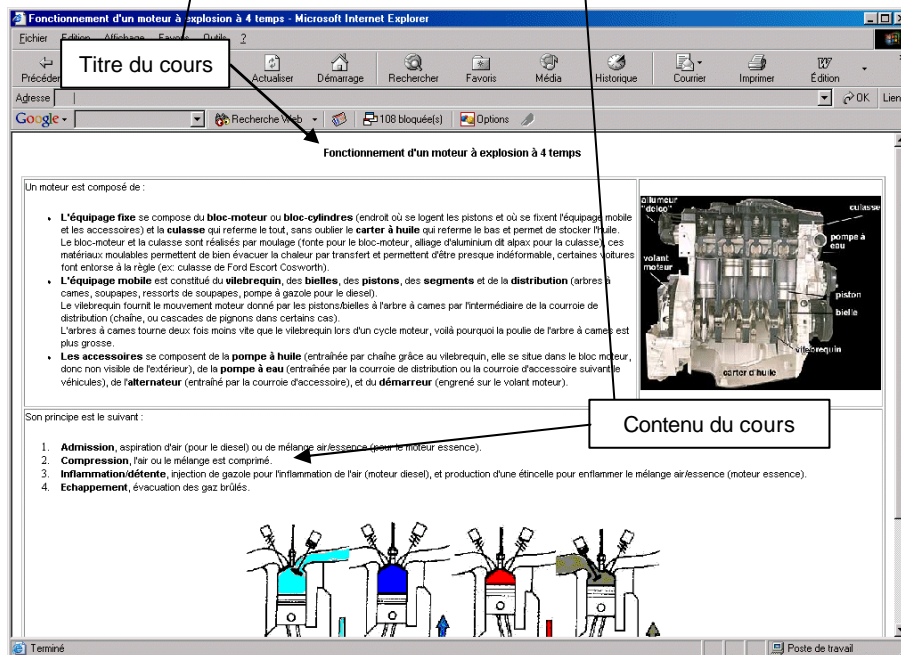 Fonctionnement d'un moteur à explosion à 4 temps - Microsoft Internet Explorer
Fichier Edition Affichage Favoris Outils ?
Titre du cours
Actualiser Démarrage Rechercher Favoris Média Historique Courrier Imprimer Édition
Adresse OK Lien
Google Recherche Web 108 bloquée(s) Options
Fonctionnement d'un moteur à explosion à 4 temps
Un moteur est composé de :
• L'équipage fixe se compose du bloc-moteur ou bloc-cylindres (endroit où se logent les pistons et où se fixent l'équipage mobile
et les accessoires) et la culasse qui referme le tout, sans oublier le carter à huile qui referme le bas et permet de stocker l'huile.
Le bloc-moteur et la culasse sont réalisés par moulage (fonte pour le bloc-moteur, alliage d'aluminium dit alpax pour la culasse), ces
matériaux moulables permettent de bien évacuer la chaleur par transfert et permettent d'être presque indéformable, certaines voitures
font entorse à la règle (ex: culasse de Ford Escort Cosworth).
• L'équipage mobile est constitué du vilebrequin, des bielles, des pistons, des segments et de la distribution (arbres à
cames, soupapes, ressorts de soupapes, pompe à gazole pour le diesel).
Le vilebrequin fournit le mouvement moteur donné par les pistons/bielles à l'arbre à cames par l'intermédiaire de la courroie de
distribution (chaîne, ou cascades de pignons dans certains cas).
L'arbres à cames tourne deux fois moins vite que le vilebrequin lors d'un cycle moteur, voilà pourquoi la poulie de l'arbre à cames est
plus grosse.
• Les accessoires se composent de la pompe à huile (entraînée par chaîne grâce au vilebrequin, elle se situe dans le bloc moteur,
donc non visible de l'extérieur), de la pompe à eau (entraînée par la courroie de distribution ou la courroie d'accessoire suivant le
véhicules), de l'alternateur (entraîné par la courroie d'accessoire), et du démarreur (engrené sur le volant moteur).
allumeur
"delco"
culasse
pompe à
eau
volant
moteur
piston
bielle
vilebrequin
carter d'huile
Son principe est le suivant :
Contenu du cours
1. Admission, aspiration d'air (pour le diesel) ou de mélange air/essence (pour le moteur essence).
2. Compression, l'air ou le mélange est comprimé.
3. Inflammation/détente, injection de gazole pour l'inflammation de l'air (moteur diesel), et production d'une étincelle pour enflammer le mélange air/essence (moteur essence).
4. Echappement, évacuation des gaz brûlés.
Terminé Poste de travail